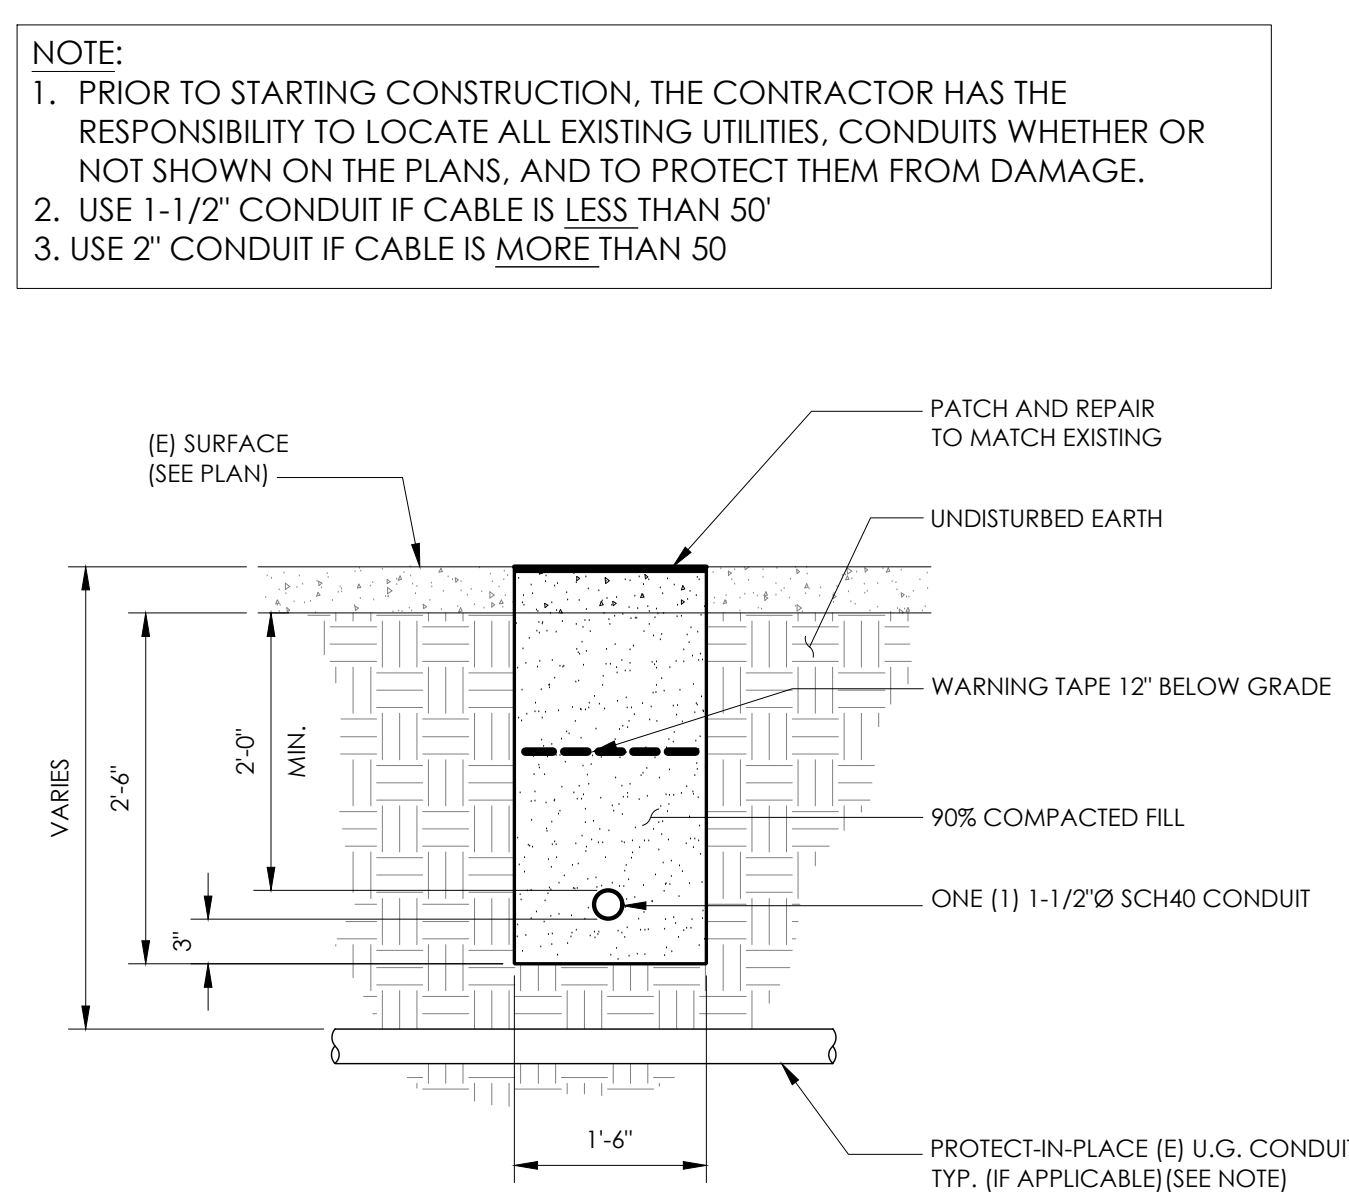 NOTE:
1. PRIOR TO STARTING CONSTRUCTION, THE CONTRACTOR HAS THE
RESPONSIBILITY TO LOCATE ALL EXISTING UTILITIES, CONDUITS WHETHER OR
NOT SHOWN ON THE PLANS, AND TO PROTECT THEM FROM DAMAGE.
2. USE 1-1/2" CONDUIT IF CABLE IS LESS THAN 50'
3. USE 2" CONDUIT IF CABLE IS MORE THAN 50
PATCH AND REPAIR
TO MATCH EXISTING
(E) SURFACE
(SEE PLAN)
UNDISTURBED EARTH
WARNING TAPE 12" BELOW GRADE
VARIES
2'-6"
2'-0"
MIN.
90% COMPACTED FILL
ONE (1) 1-1/2"Ø SCH40 CONDUIT
3"
1'-6"
PROTECT-IN-PLACE (E) U.G. CONDUIT
TYP. (IF APPLICABLE)(SEE NOTE)